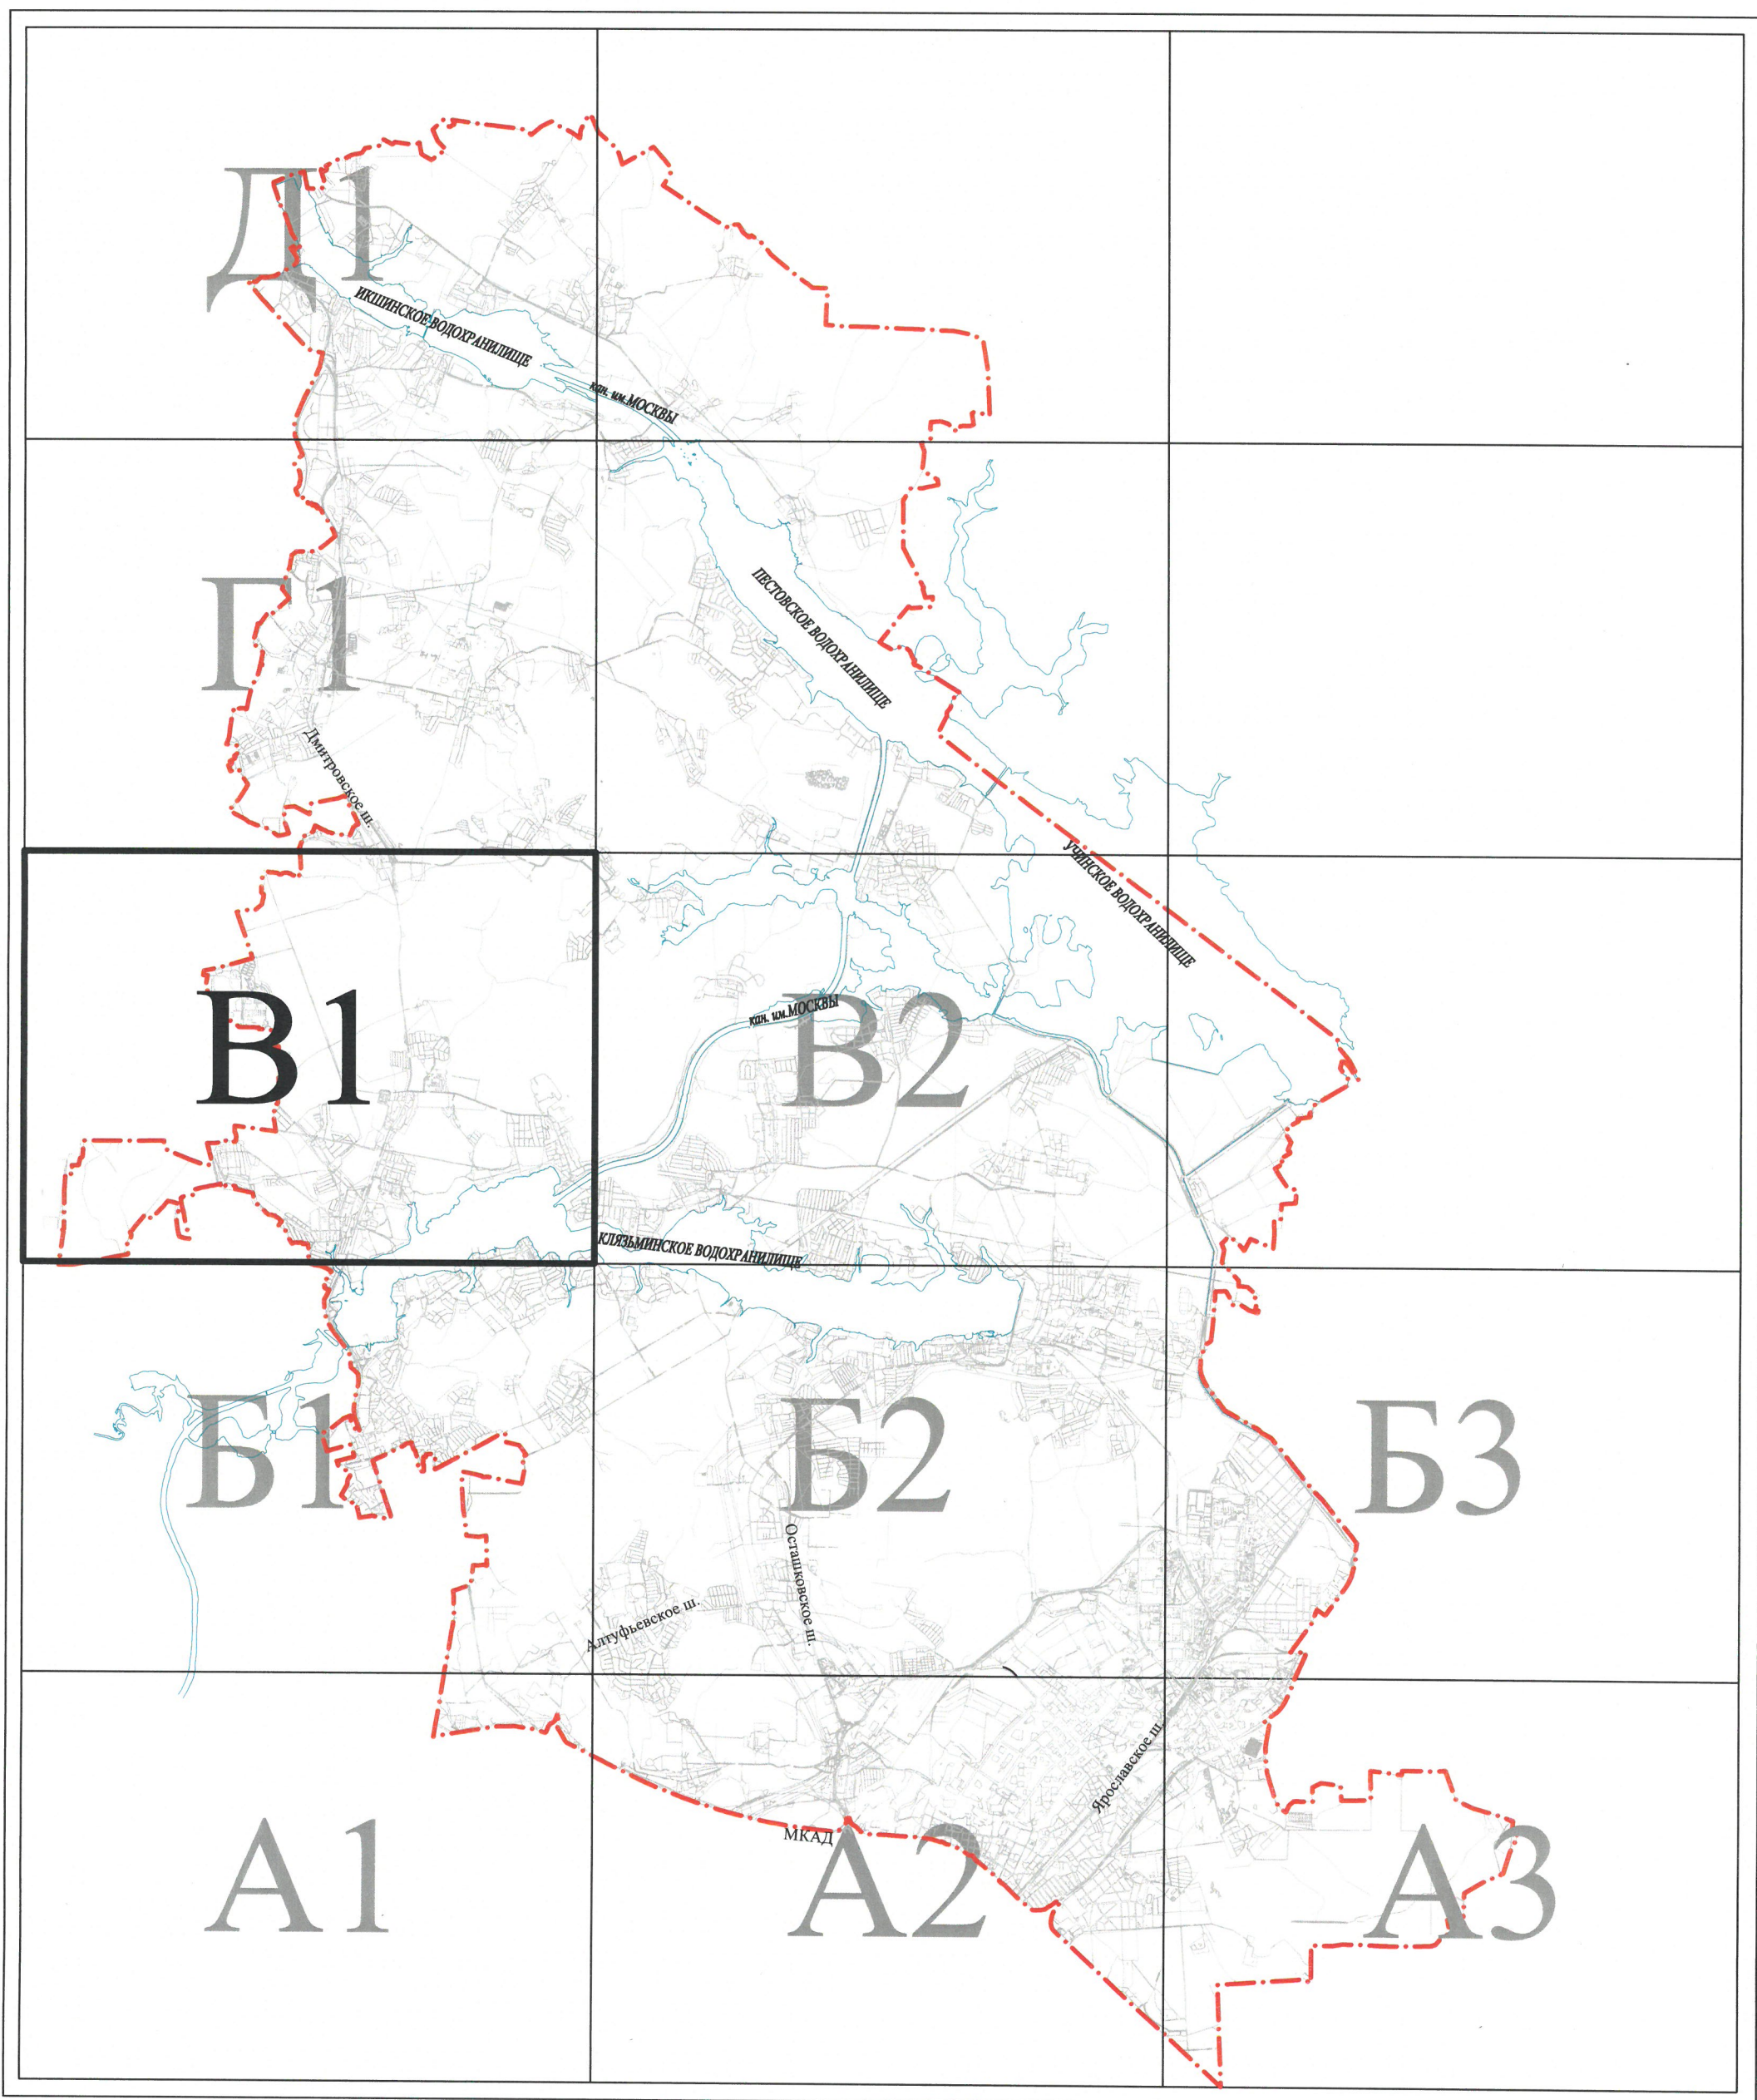 Д1
ИКШИНСКОЕ ВОДОХРАНИЛИЩЕ
кан. им.МОСКВЫ
Г1
ПЕСТОВСКОЕ ВОДОХРАНИЛИЩЕ
Дмитровское ш.
УЧИНСКОЕ ВОДОХРАНИЛИЩЕ
В1
кан. им.МОСКВЫ
В2
КЛЯЗЬМИНСКОЕ ВОДОХРАНИЛИЩЕ
Б1
Б2
Б3
Осташковское ш.
Алтуфьевское ш.
Ярославское ш.
МКАД
А1
А2
А3